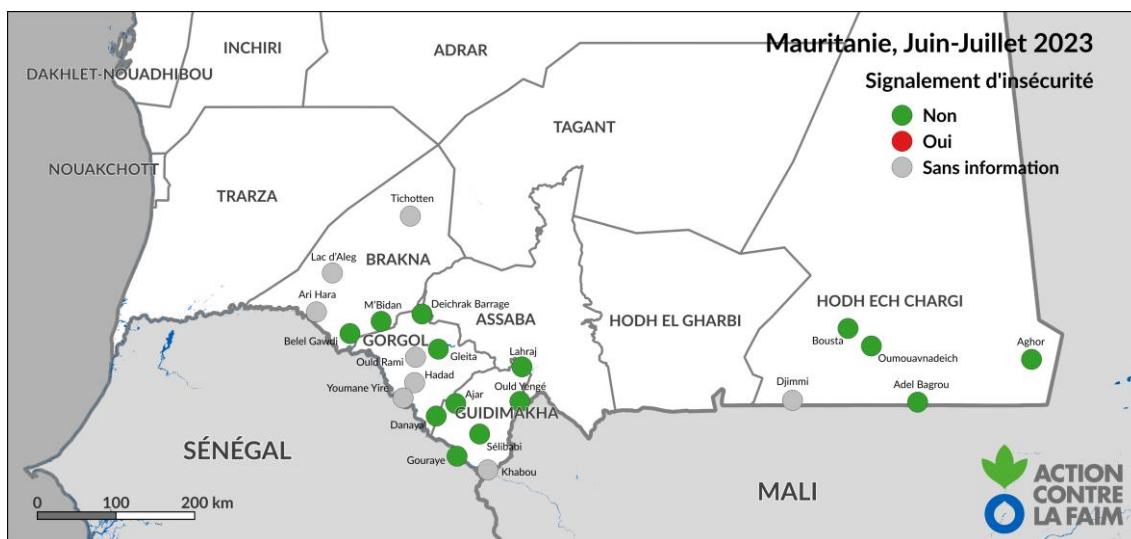 Mauritanie, Juin-Juillet 2023
Signalement d'insécurité
Non
Oui
Sans information
INCHIRI
ADRAR
DAKHLET-NOUADHIBOU
TAGANT
NOUAKCHOTT
TRARZA
Tichotten
BRAKNA
Lac d'Aleg
Ari Hara
M'Bidan
Deichrak Barrage
ASSABA
HODH EL GHARBI
HODH ECH CHARGI
Belel Gawdi
GORGOL
Gleita
Ould Rami
Lahraj
Bousta
Oumouavnadeich
Aghor
Hadad
Youmane Yiré
Ould Yengé
Djimmi
Adel Bagrou
Ajar
GUIDIMAKHA
Danaya
Sélibabi
Gouraye
Khabou
SÉNÉGAL
MALI
0 100 200 km
ACTION
CONTRE
LA FAIM